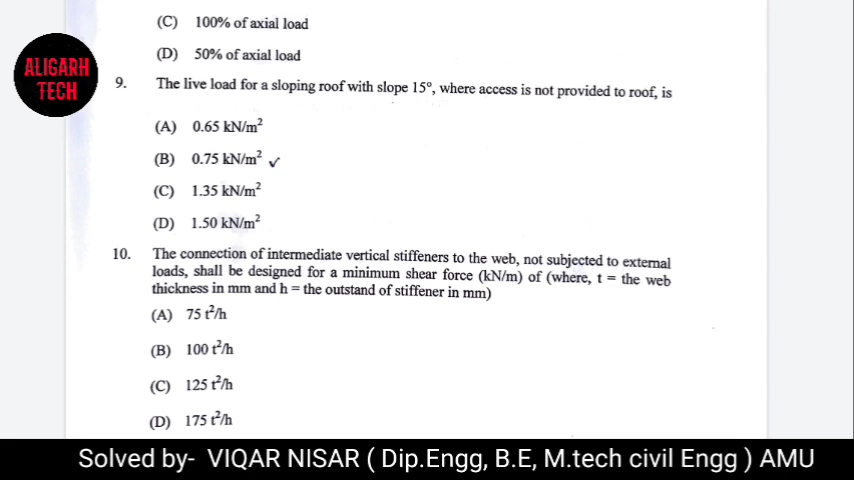 (C) 100% of axial load
(D) 50% of axial load
ALIGARH
TECH
9. The live load for a sloping roof with slope 15°, where access is not provided to roof, is
(A) 0.65 kN/m²
(B) 0.75 kN/m² ✓
(C) 1.35 kN/m²
(D) 1.50 kN/m²
10. The connection of intermediate vertical stiffeners to the web, not subjected to external
loads, shall be designed for a minimum shear force (kN/m) of (where, t = the web
thickness in mm and h = the outstand of stiffener in mm)
(A) 75 t²/h
(B) 100 t²/h
(C) 125 t²/h
(D) 175 t²/h
Solved by- VIQAR NISAR ( Dip.Engg, B.E, M.tech civil Engg ) AMU